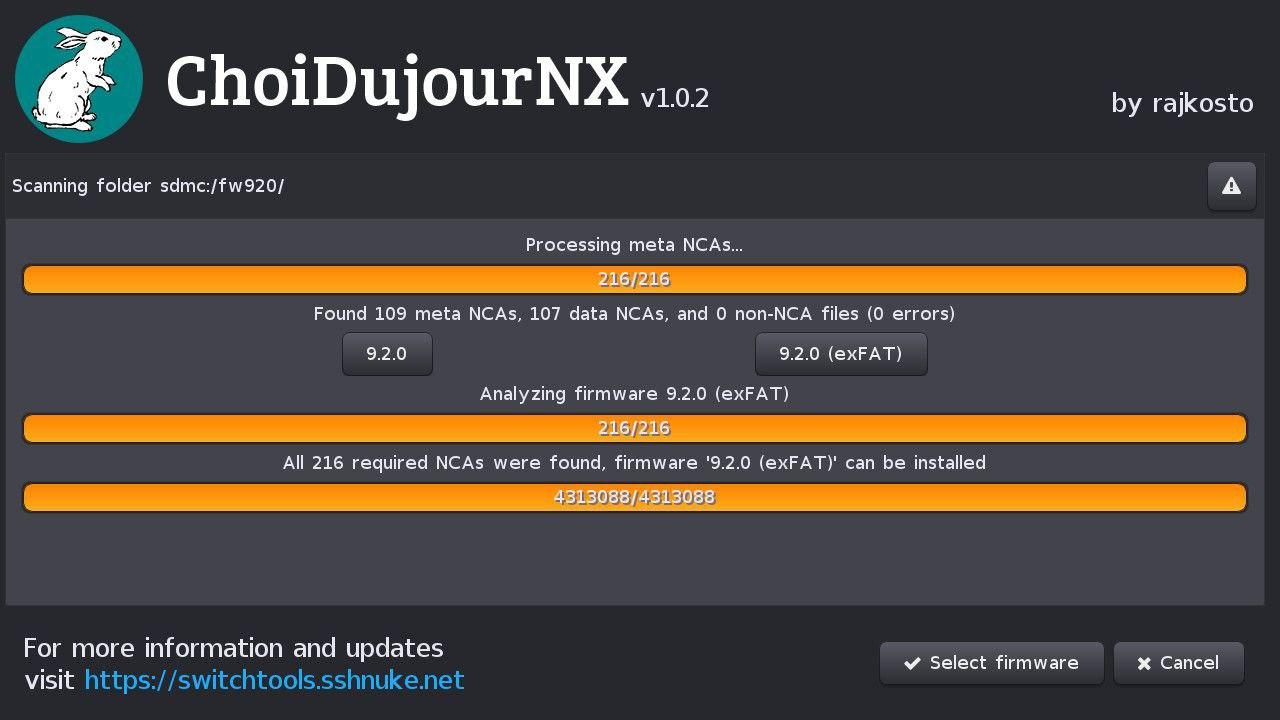 ChoiDujourNX v1.0.2
by rajkosto
Scanning folder sdmc:/fw920/
Processing meta NCAs...
216/216
Found 109 meta NCAs, 107 data NCAs, and 0 non-NCA files (0 errors)
9.2.0
9.2.0 (exFAT)
Analyzing firmware 9.2.0 (exFAT)
216/216
All 216 required NCAs were found, firmware '9.2.0 (exFAT)' can be installed
4313088/4313088
For more information and updates
visit https://switchtools.sshnuke.net
Select firmware
Cancel